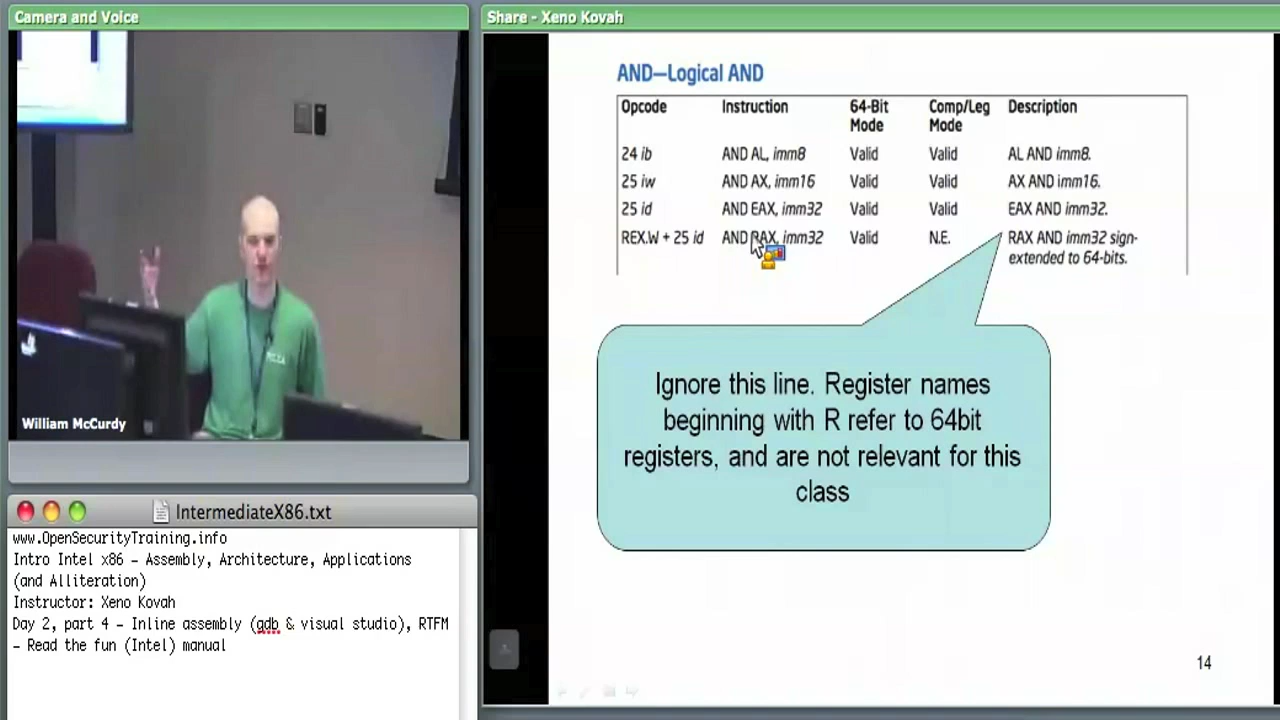 Camera and Voice
William McCurdy
IntermediateX86.txt
www.OpenSecurityTraining.info
Intro Intel x86 – Assembly, Architecture, Applications
(and Alliteration)
Instructor: Xeno Kovah
Day 2, part 4 – Inline assembly (gdb & visual studio), RTFM
– Read the fun (Intel) manual
Share - Xeno Kovah
AND—Logical AND
Opcode Instruction 64-Bit Mode Comp/Leg Mode Description
24 ib AND AL, imm8 Valid Valid AL AND imm8.
25 iw AND AX, imm16 Valid Valid AX AND imm16.
25 id AND EAX, imm32 Valid Valid EAX AND imm32.
REX.W + 25 id AND RAX, imm32 Valid N.E. RAX AND imm32 sign-
extended to 64-bits.
Ignore this line. Register names
beginning with R refer to 64bit
registers, and are not relevant for this
class
14